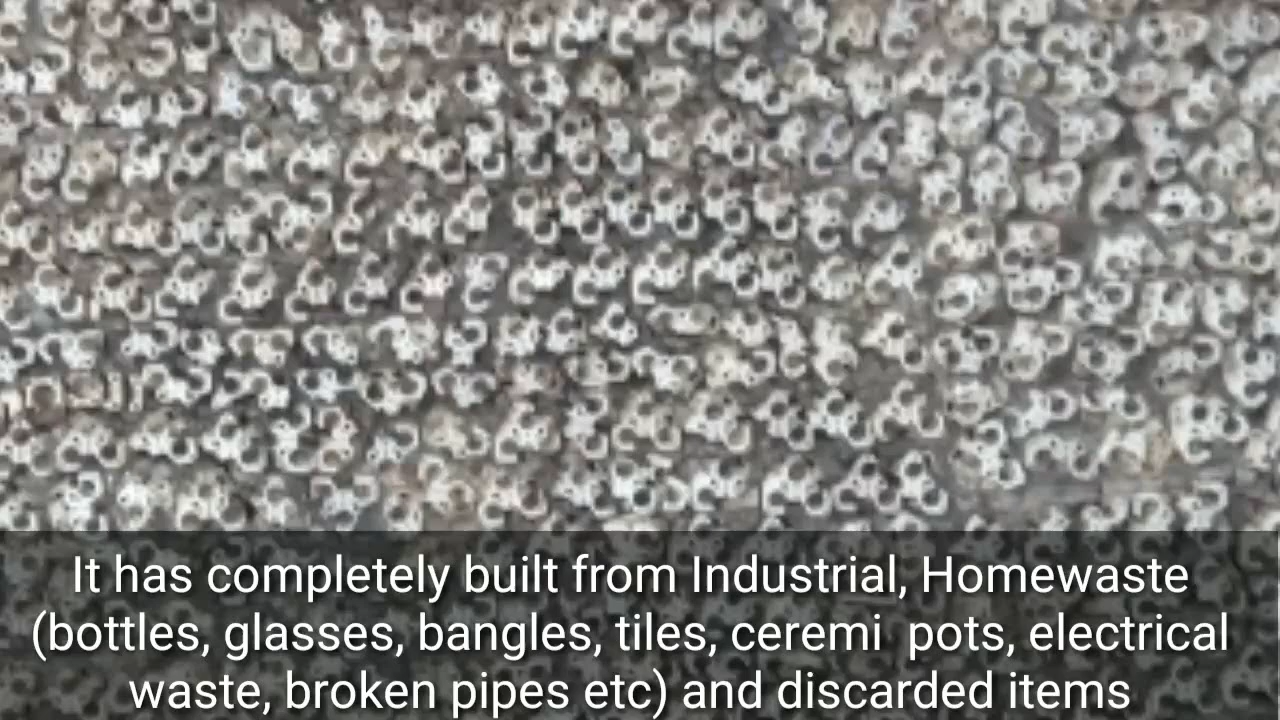 It has completely built from Industrial, Homewaste
(bottles, glasses, bangles, tiles, ceremi  pots, electrical
waste, broken pipes etc) and discarded items